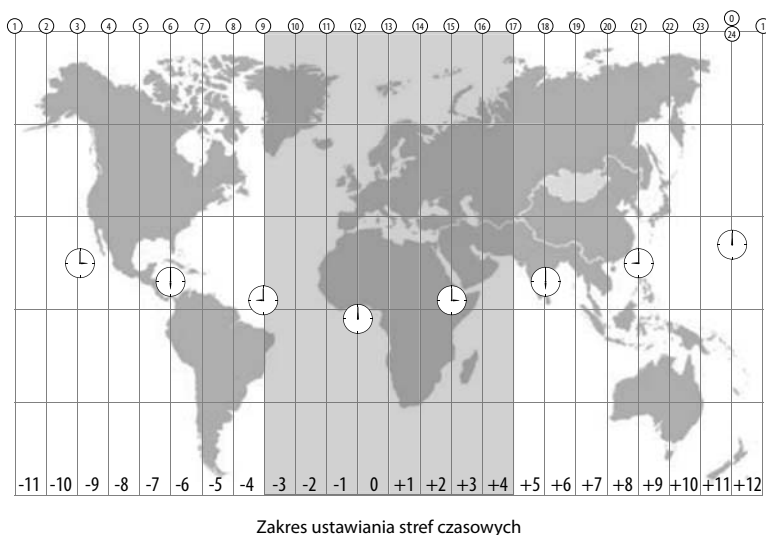 1 2 3 4 5 6 7 8 9 10 11 12 13 14 15 16 17 18 19 20 21 22 23 0 1
24
-11 -10 -9 -8 -7 -6 -5 -4 -3 -2 -1 0 +1 +2 +3 +4 +5 +6 +7 +8 +9 +10 +11 +12
Zakres ustawiania stref czasowych